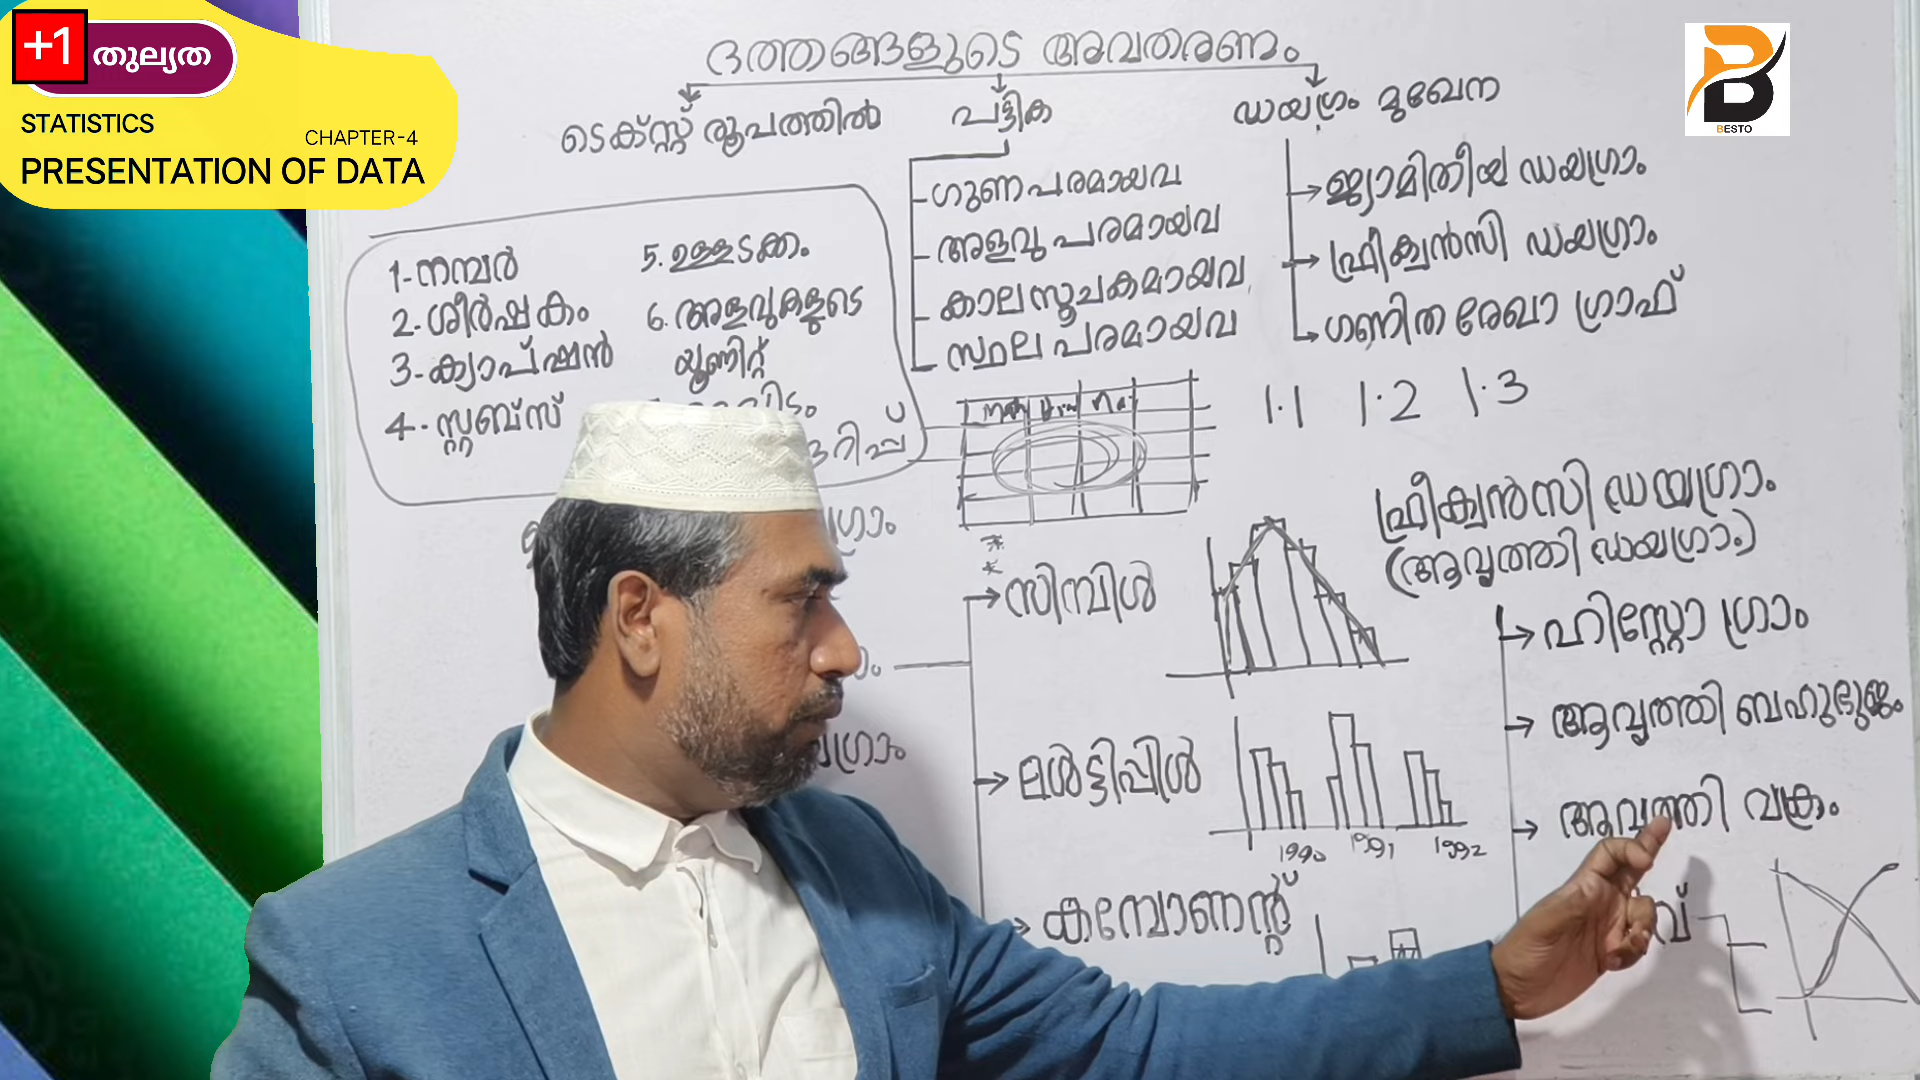 +1
തുല്യത
STATISTICS
CHAPTER-4
PRESENTATION OF DATA
BESTO
ദത്തങ്ങളുടെ അവതരണം
ടെക്സ്റ്റ് രൂപത്തിൽ
പട്ടിക
ഡയഗ്രം മുഖേന
1-നമ്പർ
2-ശീർഷകം
3-ക്യാപ്ഷൻ
4-സ്റ്റബ്സ്
5. ഉള്ളടക്കം
6. അളവുകളുടെ
യൂണിറ്റ്
ഗുണപരമായവ
അളവുപരമായവ
കാലസൂചകമായവ
സ്ഥലപരമായവ
ജ്യാമിതീയ ഡയഗ്രാം
ഫ്രീക്വൻസി ഡയഗ്രാം
ഗണിത രേഖാ ഗ്രാഫ്
1.1 1.2 1.3
സിമ്പിൾ
മൾട്ടിപ്പിൾ
1990 1991 1992
കമ്പോണന്റ്
ഫ്രീക്വൻസി ഡയഗ്രാം
(ആവൃത്തി ഡയഗ്രാം)
ഹിസ്റ്റോ ഗ്രാം
ആവൃത്തി ബഹുഭുജം
ആവൃത്തി വക്രം